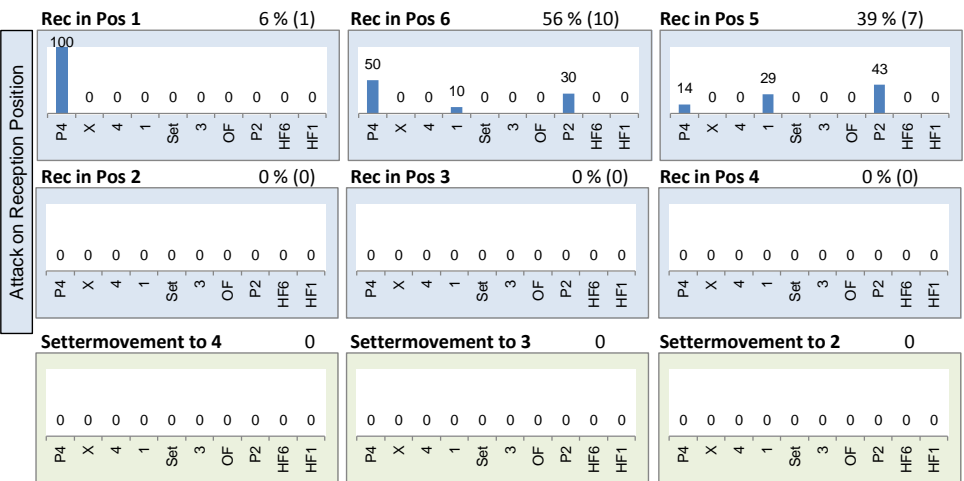 Attack on Reception Position
Rec in Pos 1 6 % (1)
100 0 0 0 0 0 0 0 0 0
P4 X 4 1 Set 3 OF P2 HF6 HF1
Rec in Pos 6 56 % (10)
50 0 0 10 0 0 0 30 0 0
P4 X 4 1 Set 3 OF P2 HF6 HF1
Rec in Pos 5 39 % (7)
14 0 0 29 0 0 0 43 0 0
P4 X 4 1 Set 3 OF P2 HF6 HF1
Rec in Pos 2 0 % (0)
0 0 0 0 0 0 0 0 0 0
P4 X 4 1 Set 3 OF P2 HF6 HF1
Rec in Pos 3 0 % (0)
0 0 0 0 0 0 0 0 0 0
P4 X 4 1 Set 3 OF P2 HF6 HF1
Rec in Pos 4 0 % (0)
0 0 0 0 0 0 0 0 0 0
P4 X 4 1 Set 3 OF P2 HF6 HF1
Settermovement to 4 0
0 0 0 0 0 0 0 0 0 0
P4 X 4 1 Set 3 OF P2 HF6 HF1
Settermovement to 3 0
0 0 0 0 0 0 0 0 0 0
P4 X 4 1 Set 3 OF P2 HF6 HF1
Settermovement to 2 0
0 0 0 0 0 0 0 0 0 0
P4 X 4 1 Set 3 OF P2 HF6 HF1